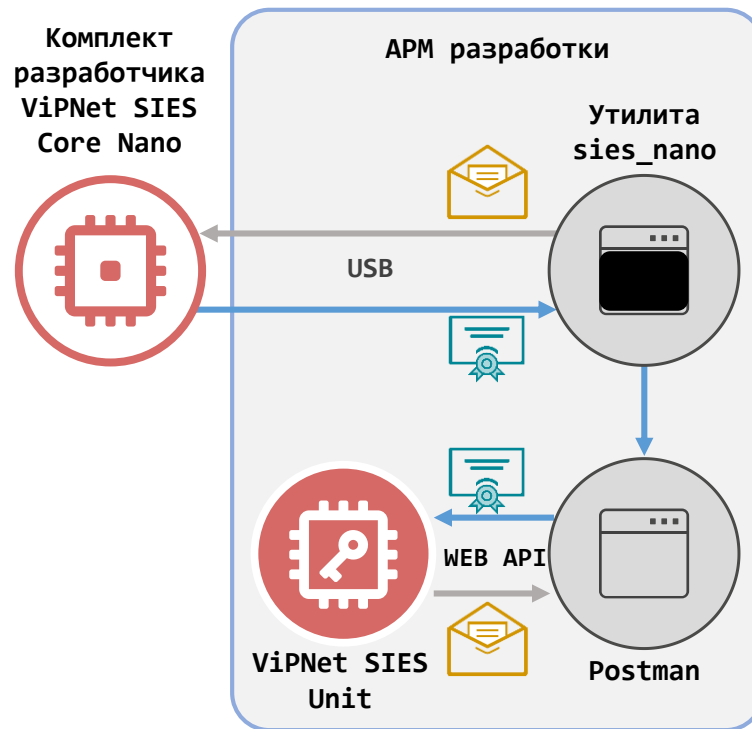 Комплект
разработчика
ViPNet SIES
Core Nano
АРМ разработки
Утилита
sies_nano
USB
WEB API
ViPNet SIES
Unit
Postman